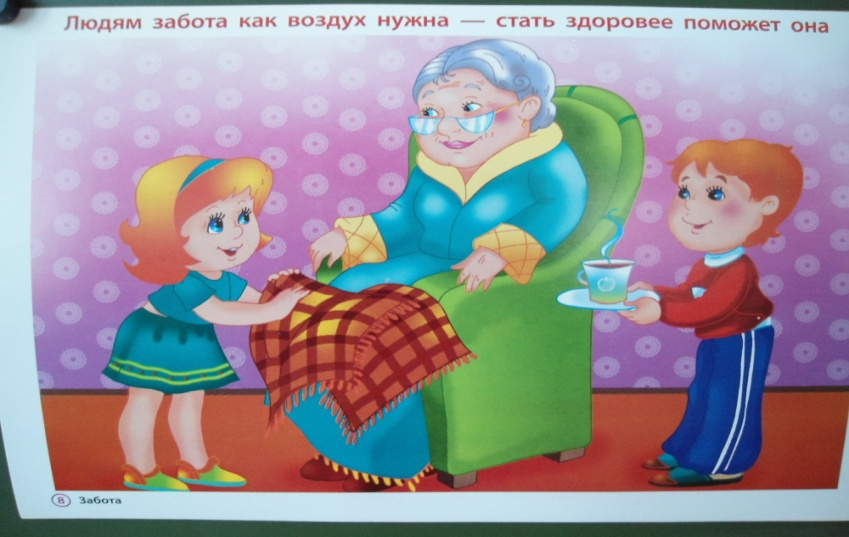 Людям забота как воздух нужна — стать здоровее поможет она
8 Забота